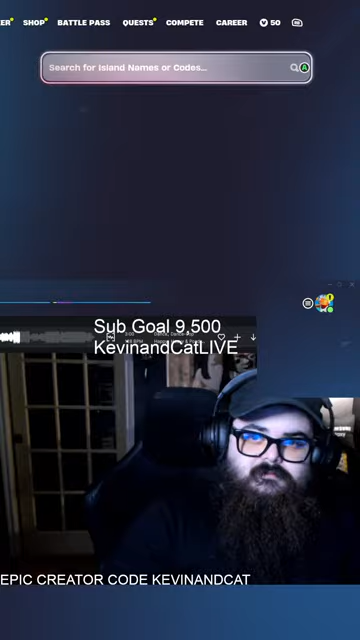 ER SHOP BATTLE PASS QUESTS COMPETE CAREER V 50
Search for Island Names or Codes... A
Sub Goal 9,500
KevinandCatLIVE
EPIC CREATOR CODE KEVINANDCAT